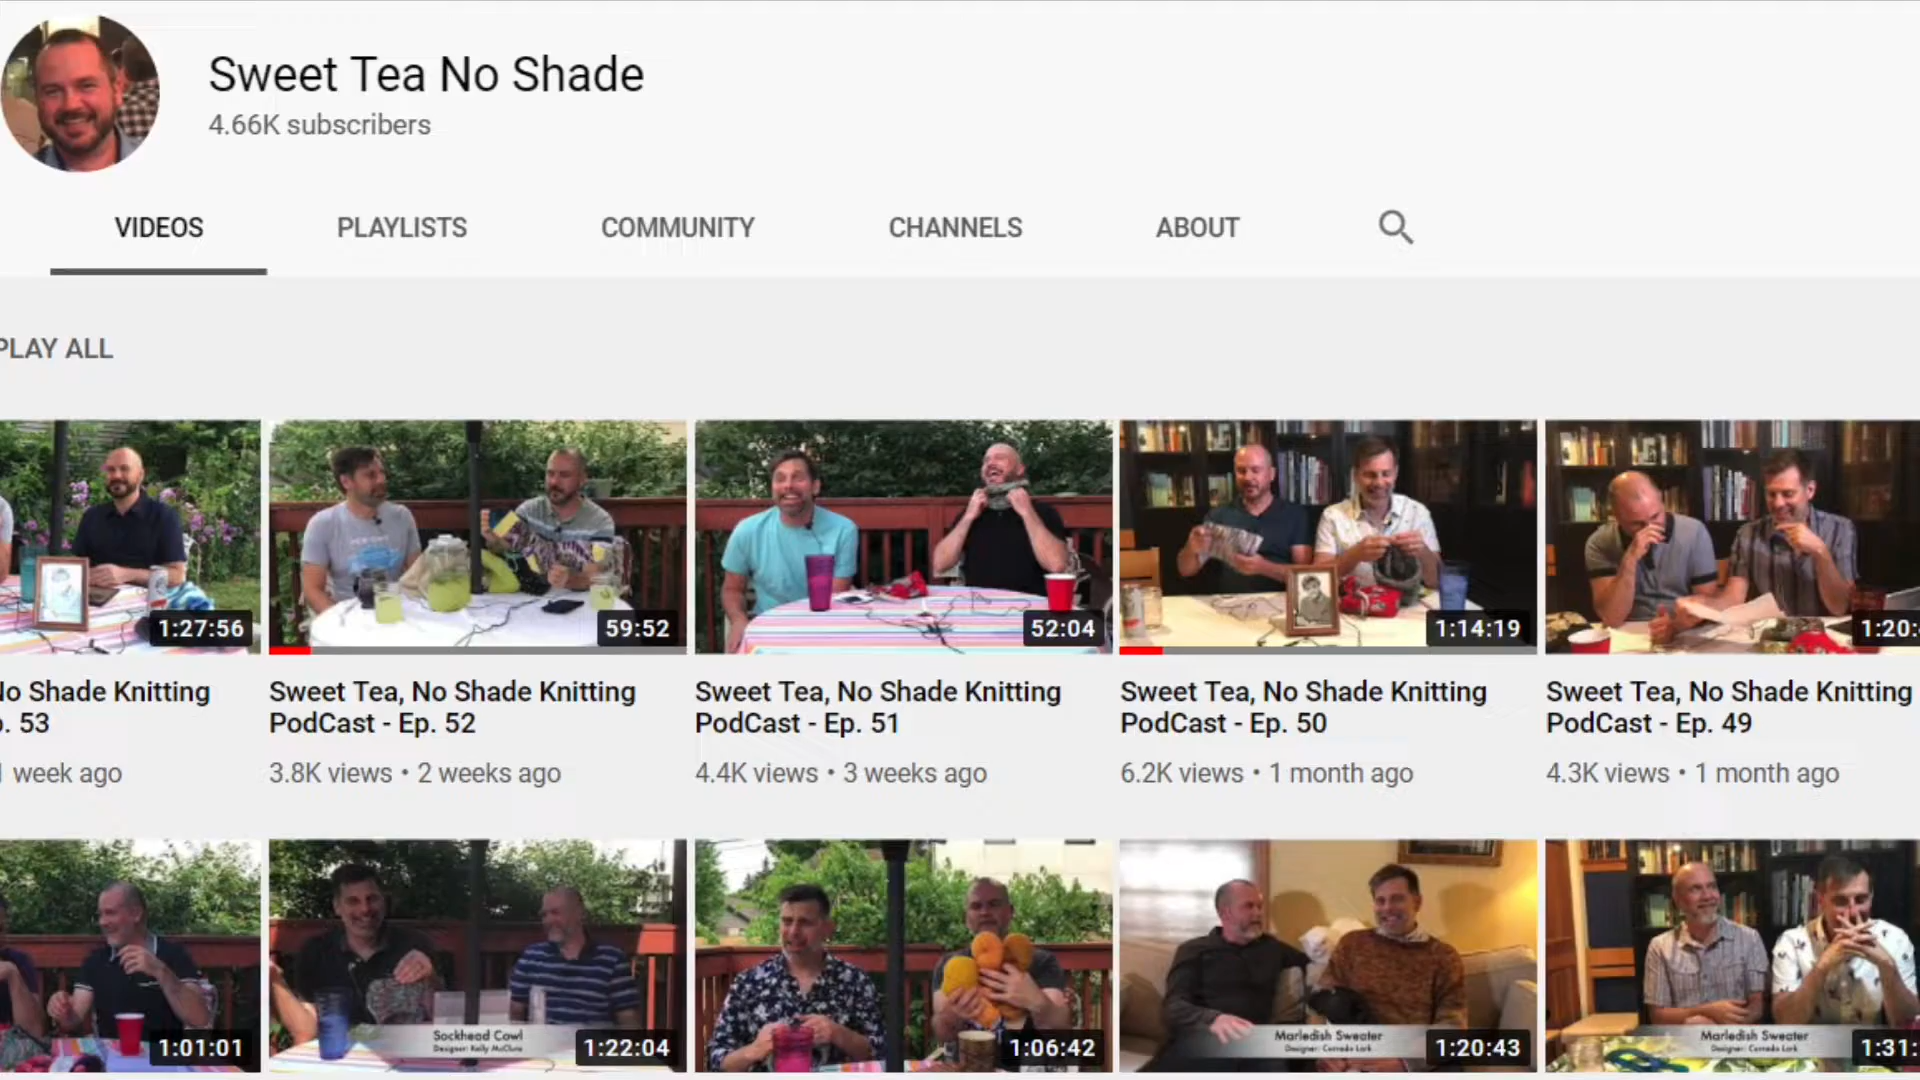 Sweet Tea No Shade
4.66K subscribers
VIDEOS PLAYLISTS COMMUNITY CHANNELS ABOUT
PLAY ALL
1:27:56 59:52 52:04 1:14:19 1:20:
No Shade Knitting Sweet Tea, No Shade Knitting Sweet Tea, No Shade Knitting Sweet Tea, No Shade Knitting Sweet Tea, No Shade Knitting
. 53 PodCast - Ep. 52 PodCast - Ep. 51 PodCast - Ep. 50 PodCast - Ep. 49
1 week ago 3.8K views • 2 weeks ago 4.4K views • 3 weeks ago 6.2K views • 1 month ago 4.3K views • 1 month ago
Sockhead Cowl Marledish Sweater Marledish Sweater
Designer: Kelly McClure
1:01:01 1:22:04 1:06:42 1:20:43 1:31: